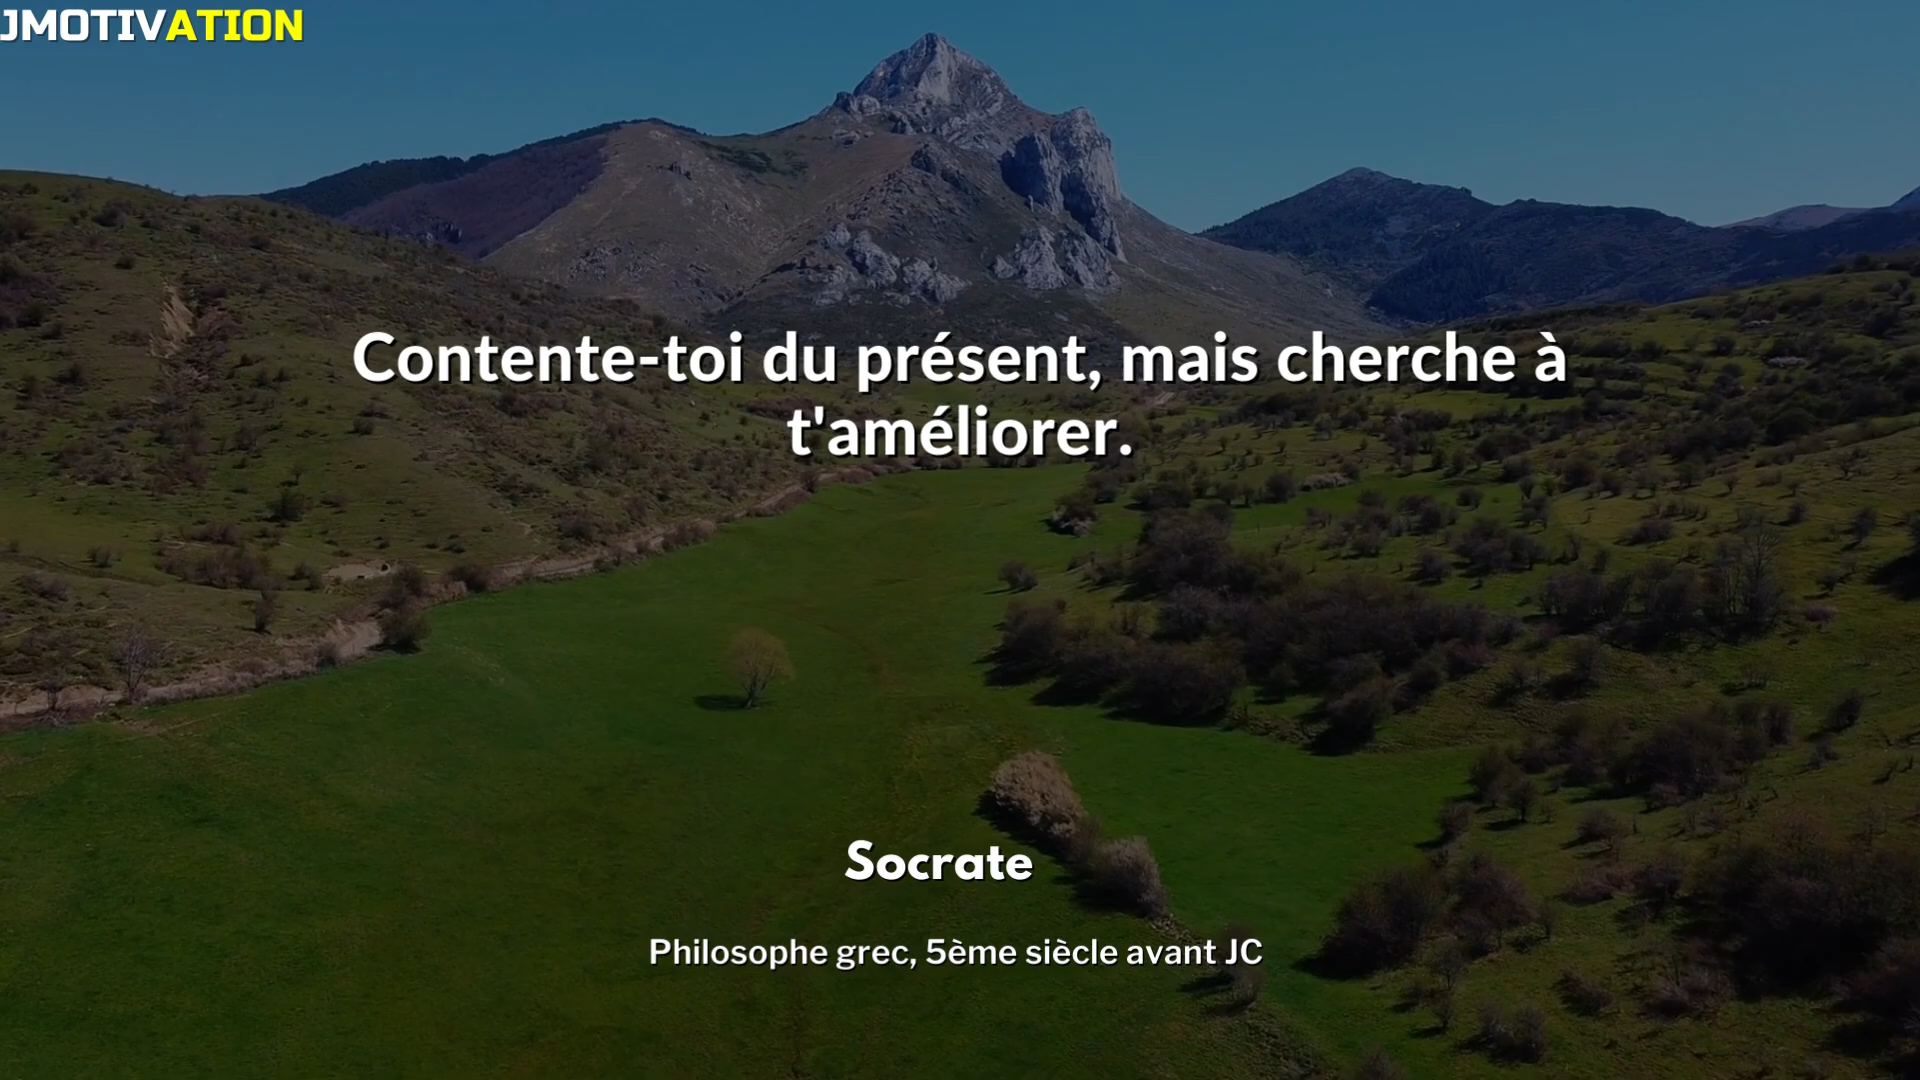 JMOTIVATION
Contente-toi du présent, mais cherche à
t'améliorer.
Socrate
Philosophe grec, 5ème siècle avant JC